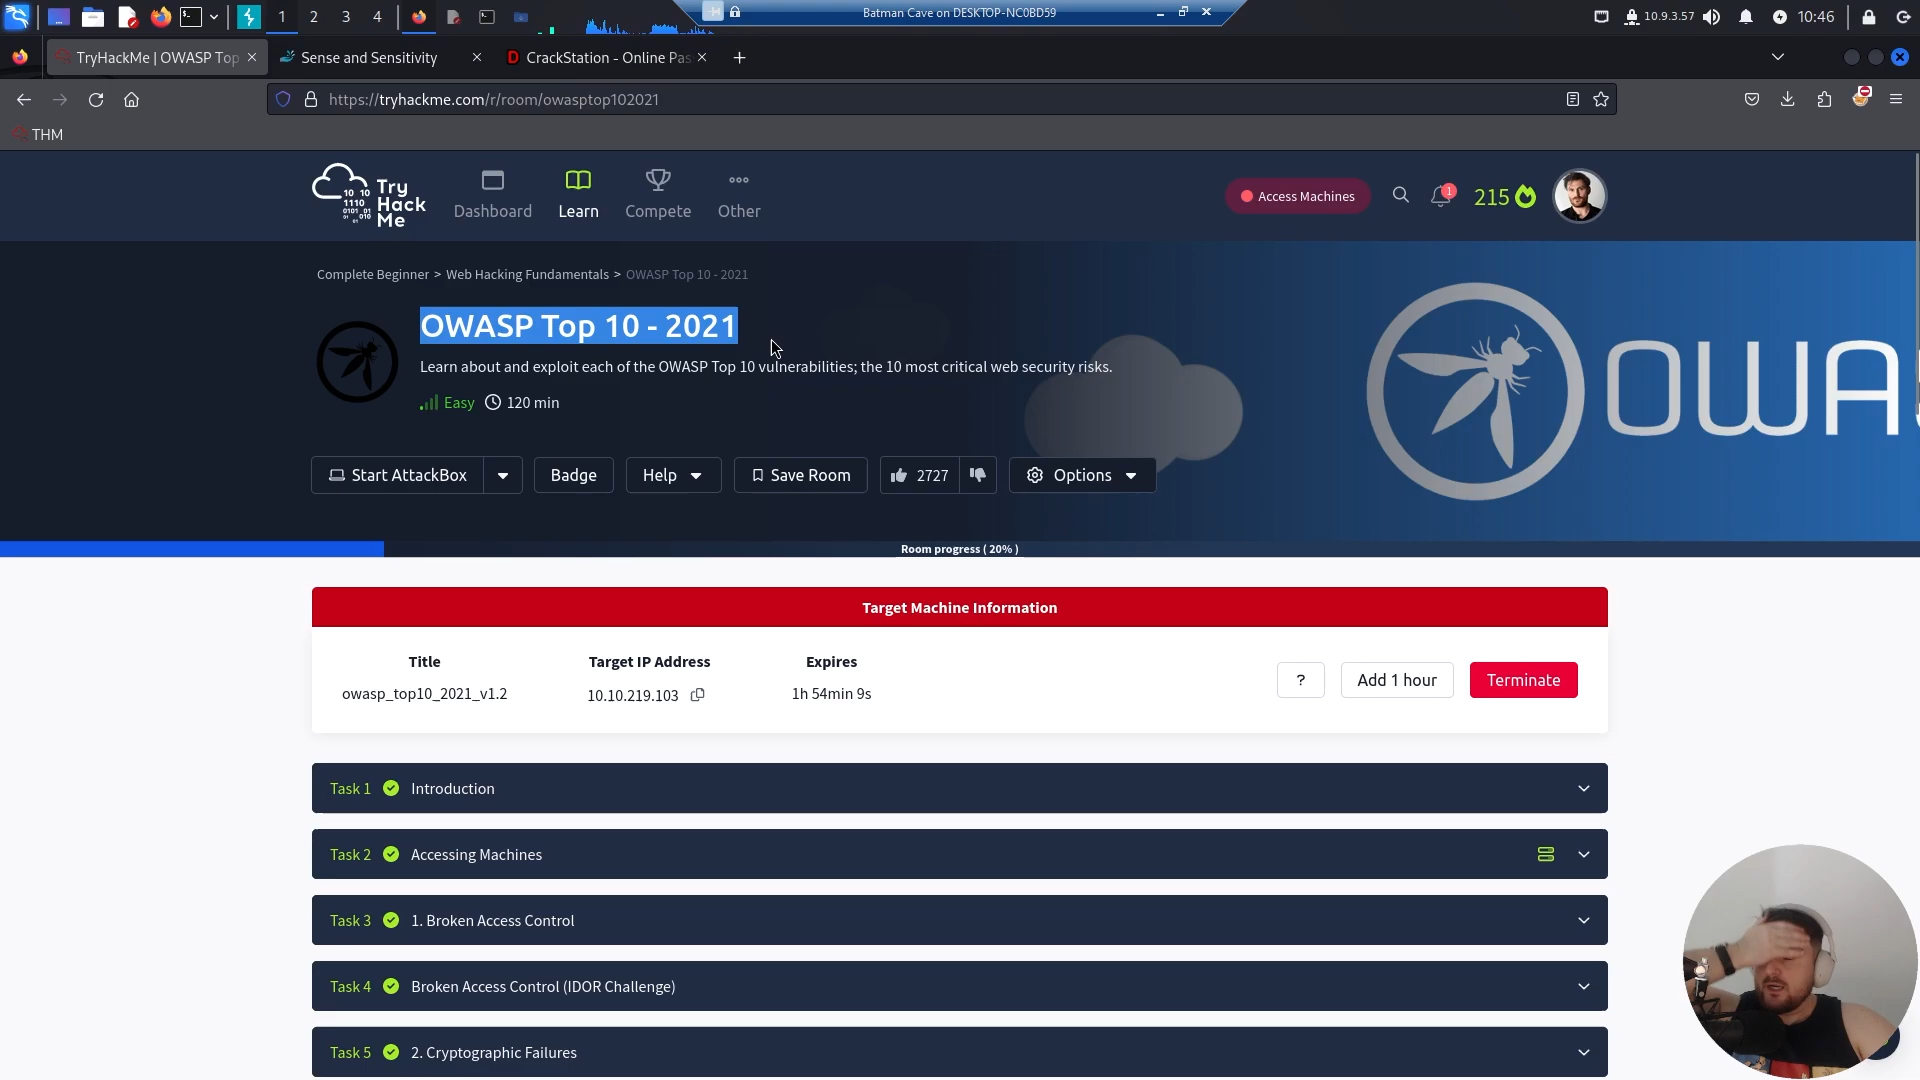 1 2 3 4
Batman Cave on DESKTOP-NC0BD59
10.9.3.57
10:46
TryHackMe | OWASP Top
Sense and Sensitivity
CrackStation - Online Pas
https://tryhackme.com/r/room/owasptop102021
THM
Try
Hack
Me
Dashboard
Learn
Compete
Other
Access Machines
1
215
Complete Beginner > Web Hacking Fundamentals > OWASP Top 10 - 2021
OWASP Top 10 - 2021
Learn about and exploit each of the OWASP Top 10 vulnerabilities; the 10 most critical web security risks.
Easy 120 min
OWA
Start AttackBox
Badge
Help
Save Room
2727
Options
Room progress ( 20% )
Target Machine Information
Title Target IP Address Expires
owasp_top10_2021_v1.2 10.10.219.103 1h 54min 9s
? Add 1 hour Terminate
Task 1 Introduction
Task 2 Accessing Machines
Task 3 1. Broken Access Control
Task 4 Broken Access Control (IDOR Challenge)
Task 5 2. Cryptographic Failures